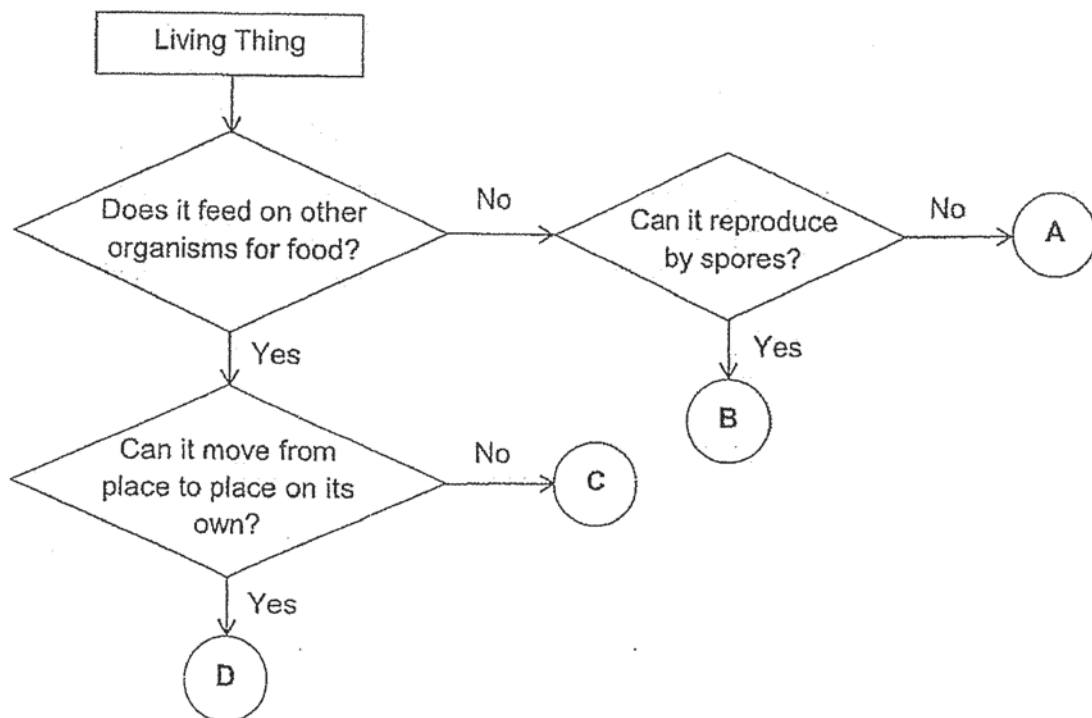 Living Thing
Does it feed on other
organisms for food?
No
Can it reproduce
by spores?
No
A
Yes
Yes
B
Can it move from
place to place on its
own?
No
C
Yes
D